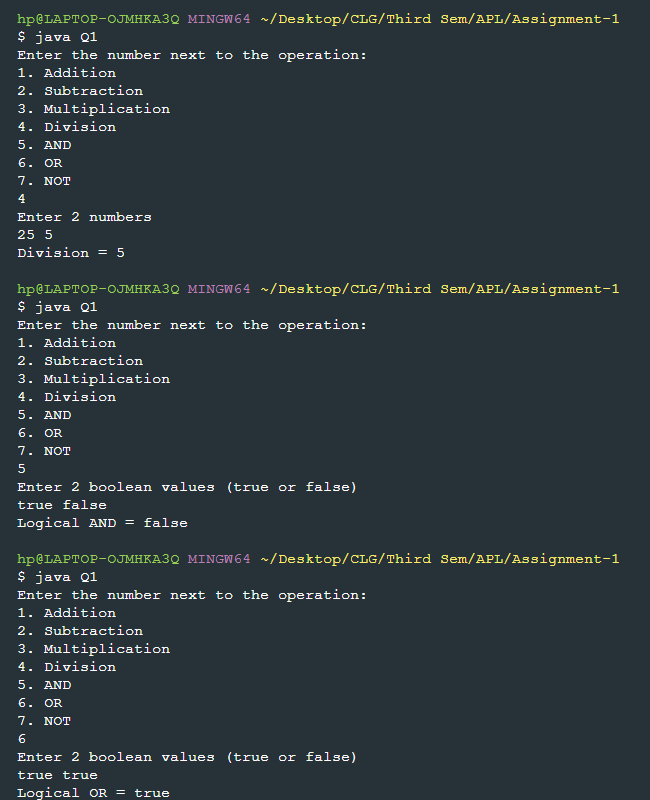 hp@LAPTOP-OJMHKA3Q MINGW64 ~/Desktop/CLG/Third Sem/APL/Assignment-1
$ java Q1
Enter the number next to the operation:
1. Addition
2. Subtraction
3. Multiplication
4. Division
5. AND
6. OR
7. NOT
4
Enter 2 numbers
25 5
Division = 5
hp@LAPTOP-OJMHKA3Q MINGW64 ~/Desktop/CLG/Third Sem/APL/Assignment-1
$ java Q1
Enter the number next to the operation:
1. Addition
2. Subtraction
3. Multiplication
4. Division
5. AND
6. OR
7. NOT
5
Enter 2 boolean values (true or false)
true false
Logical AND = false
hp@LAPTOP-OJMHKA3Q MINGW64 ~/Desktop/CLG/Third Sem/APL/Assignment-1
$ java Q1
Enter the number next to the operation:
1. Addition
2. Subtraction
3. Multiplication
4. Division
5. AND
6. OR
7. NOT
6
Enter 2 boolean values (true or false)
true true
Logical OR = true